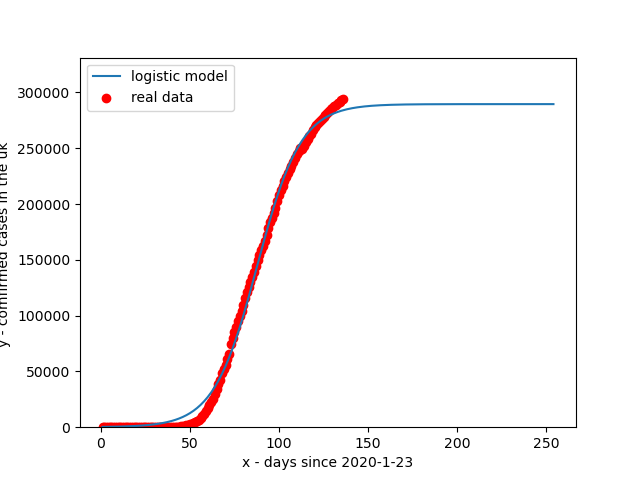 logistic model
real data
300000
250000
200000
150000
100000
50000
0
y - comfirmed cases in the uk
0 50 100 150 200 250
x - days since 2020-1-23